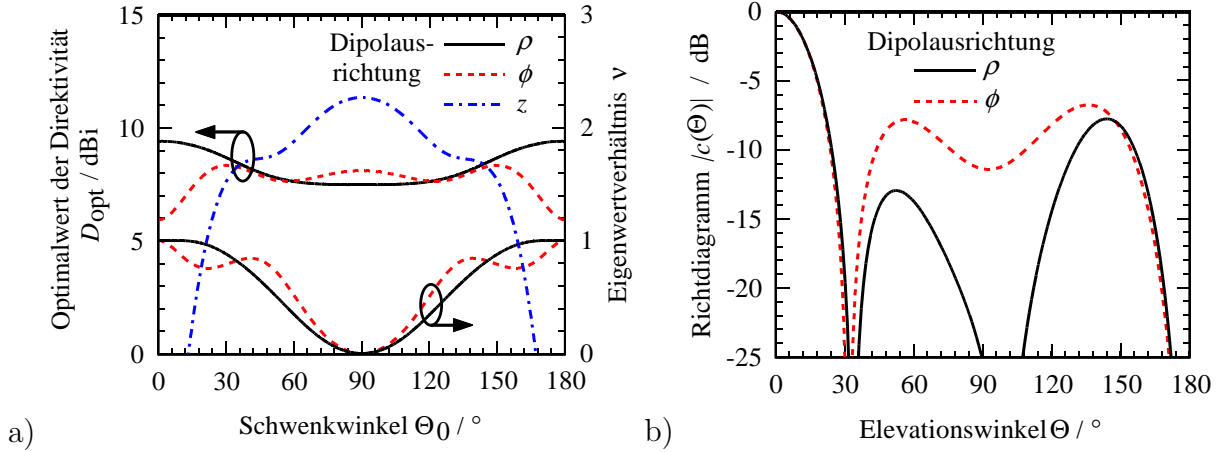 Optimalwert der Direktivität
D_opt / dBi
15
10
5
0
Dipolaus-
richtung
ρ
ϕ
z
3
2
1
0
Eigenwertverhältnis ν
0 30 60 90 120 150 180
Schwenkwinkel Θ0 / °
a)
Richtdiagramm |c(Θ)| / dB
0
-5
-10
-15
-20
-25
Dipolausrichtung
ρ
ϕ
0 30 60 90 120 150 180
Elevationswinkel Θ / °
b)